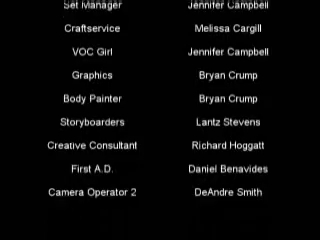 Set Manager Jennifer Campbell
Craftservice Melissa Cargill
VOC Girl Jennifer Campbell
Graphics Bryan Crump
Body Painter Bryan Crump
Storyboarders Lantz Stevens
Creative Consultant Richard Hoggatt
First A.D. Daniel Benavides
Camera Operator 2 DeAndre Smith